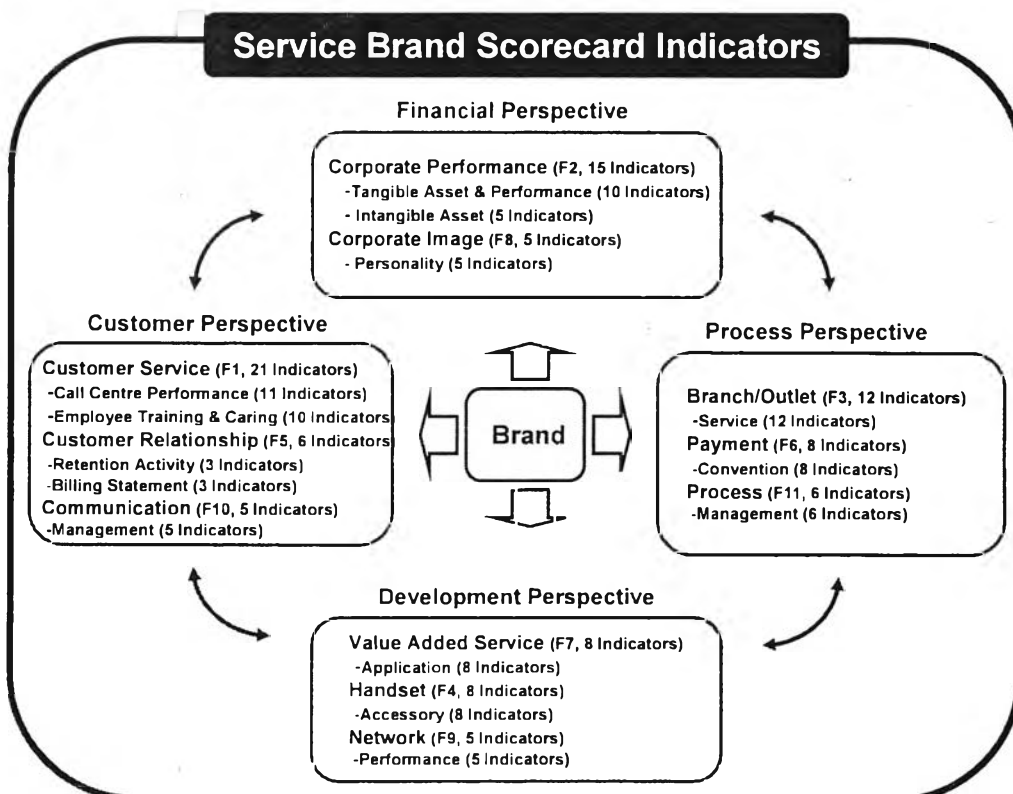 Service Brand Scorecard Indicators
Financial Perspective
Corporate Performance (F2, 15 Indicators)
-Tangible Asset & Performance (10 Indicators)
- Intangible Asset (5 Indicators)
Corporate Image (F8, 5 Indicators)
- Personality (5 Indicators)
Customer Perspective
Customer Service (F1, 21 Indicators)
-Call Centre Performance (11 Indicators)
-Employee Training & Caring (10 Indicators
Customer Relationship (F5, 6 Indicators
-Retention Activity (3 Indicators)
-Billing Statement (3 Indicators)
Communication (F10, 5 Indicators)
-Management (5 Indicators)
Brand
Process Perspective
Branch/Outlet (F3, 12 Indicators)
-Service (12 Indicators)
Payment (F6, 8 Indicators)
-Convention (8 Indicators)
Process (F11, 6 Indicators)
-Management (6 Indicators)
Development Perspective
Value Added Service (F7, 8 Indicators)
-Application (8 Indicators)
Handset (F4, 8 Indicators)
-Accessory (8 Indicators)
Network (F9, 5 Indicators)
-Performance (5 Indicators)